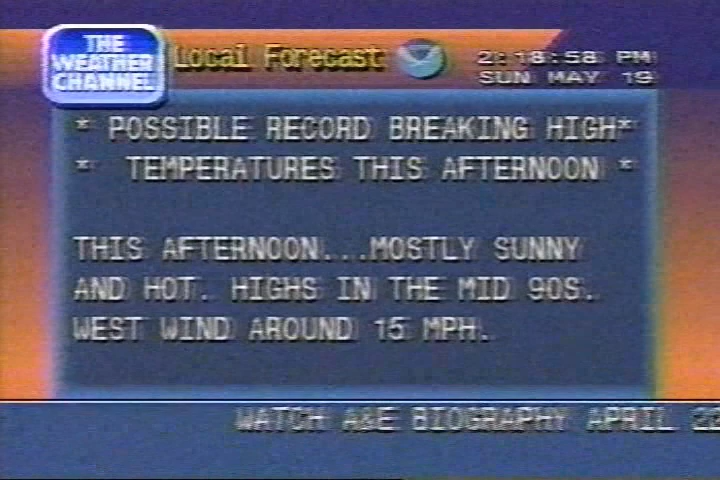 THE
WEATHER
CHANNEL
Local Forecast
2:18:58 PM
SUN MAY 19
* POSSIBLE RECORD BREAKING HIGH*
* TEMPERATURES THIS AFTERNOON *
THIS AFTERNOON...MOSTLY SUNNY
AND HOT. HIGHS IN THE MID 90S.
WEST WIND AROUND 15 MPH.
WATCH A&E BIOGRAPHY APRIL